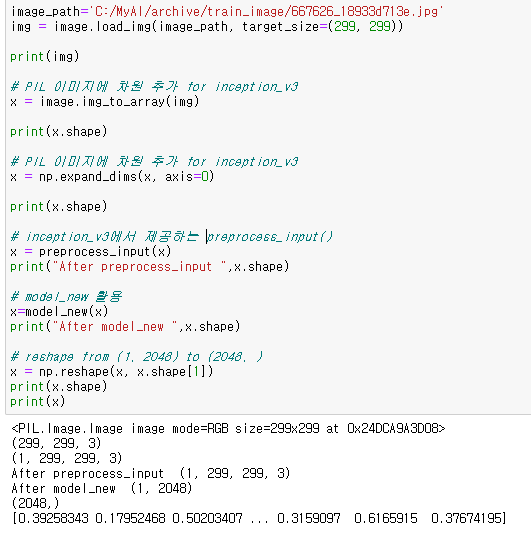 image_path='C:/MyAI/archive/train_image/667626_18933d713e.jpg'
img = image.load_img(image_path, target_size=(299, 299))
print(img)
# PIL 이미지에 차원 추가 for inception_v3
x = image.img_to_array(img)
print(x.shape)
# PIL 이미지에 차원 추가 for inception_v3
x = np.expand_dims(x, axis=0)
print(x.shape)
# inception_v3에서 제공하는 preprocess_input()
x = preprocess_input(x)
print("After preprocess_input ",x.shape)
# model_new 활용
x=model_new(x)
print("After model_new ",x.shape)
# reshape from (1, 2048) to (2048, )
x = np.reshape(x, x.shape[1])
print(x.shape)
print(x)
<PIL.Image.Image image mode=RGB size=299x299 at 0x24DCA9A3D08>
(299, 299, 3)
(1, 299, 299, 3)
After preprocess_input  (1, 299, 299, 3)
After model_new  (1, 2048)
(2048,)
[0.39258343 0.17952468 0.50203407 ... 0.3159097  0.6165915  0.37674195]